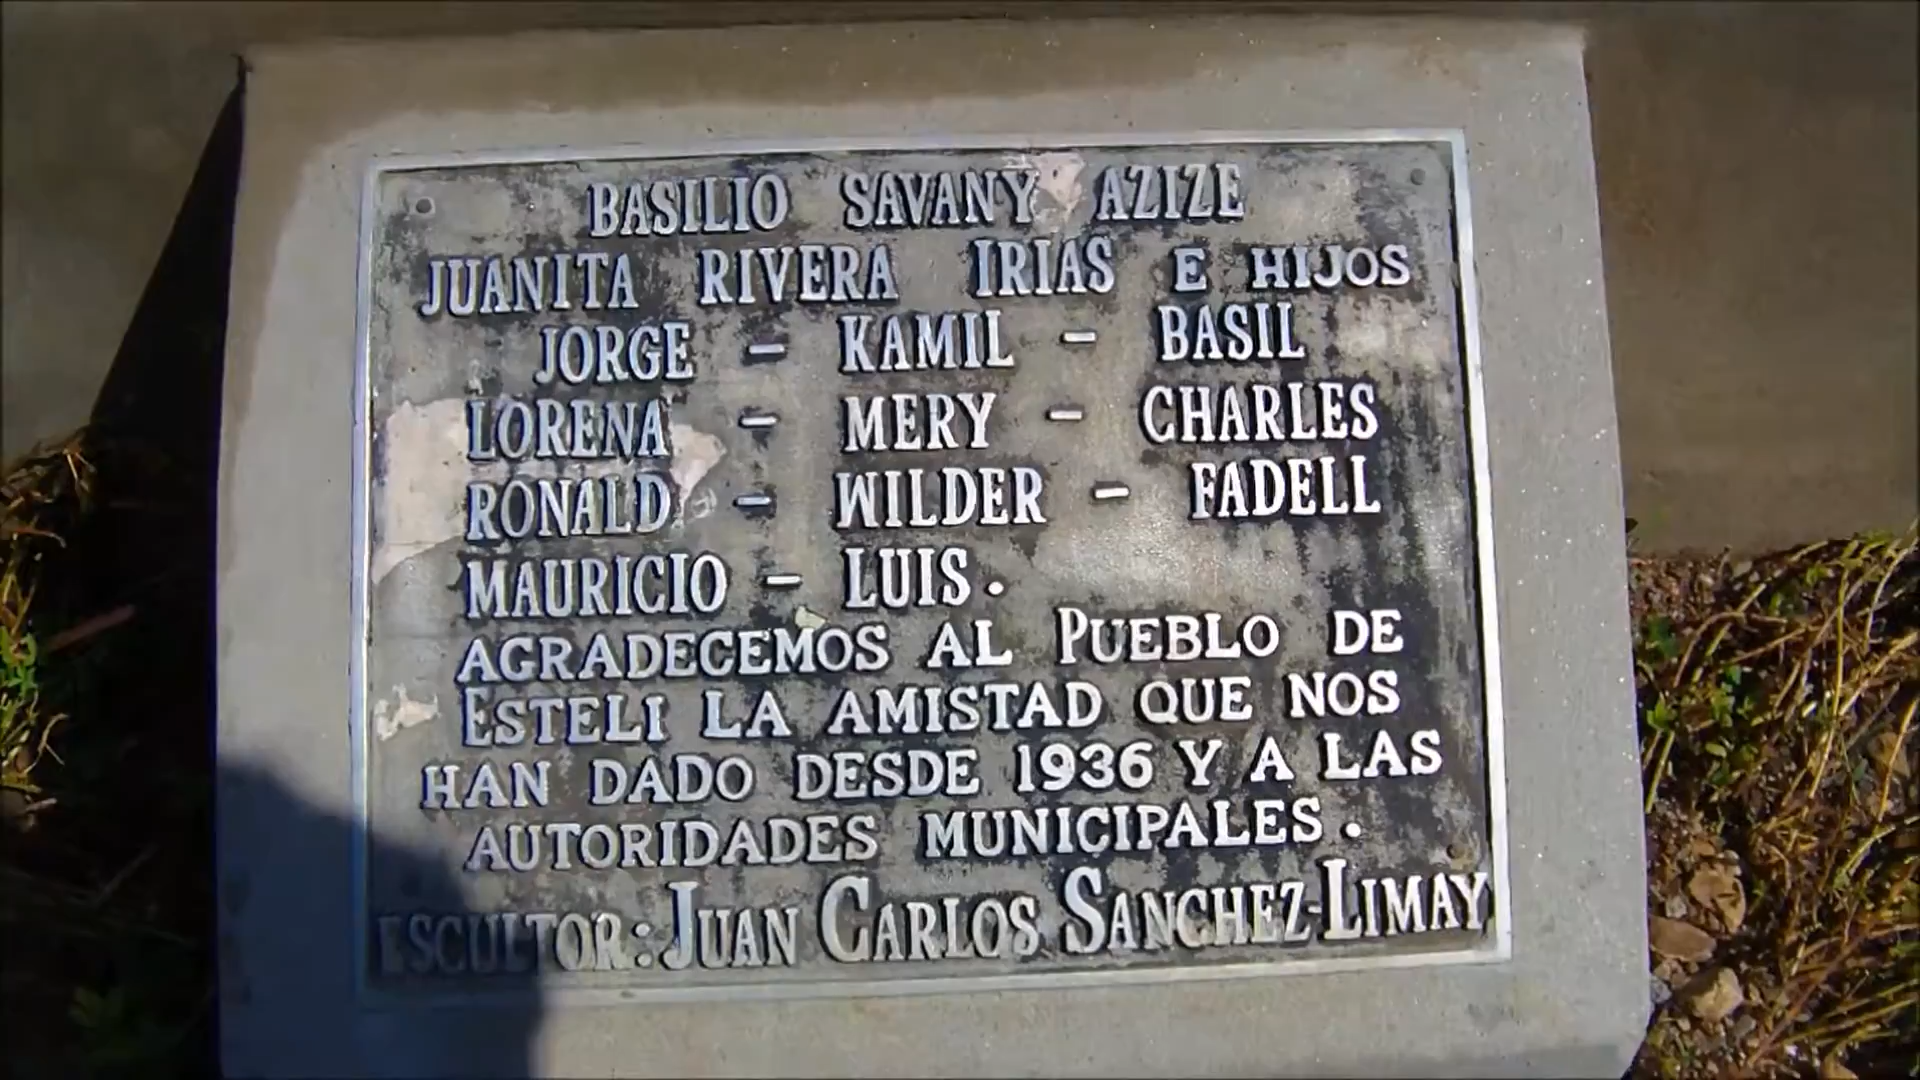 BASILIO SAVANY AZIZE
JUANITA RIVERA IRIAS E HIJOS
JORGE - KAMIL - BASIL
LORENA - MERY - CHARLES
RONALD - WILDER - FADELL
MAURICIO - LUIS.
AGRADECEMOS AL PUEBLO DE
ESTELI LA AMISTAD QUE NOS
HAN DADO DESDE 1936 Y A LAS
AUTORIDADES MUNICIPALES.
ESCULTOR: JUAN CARLOS SANCHEZ-LIMAY